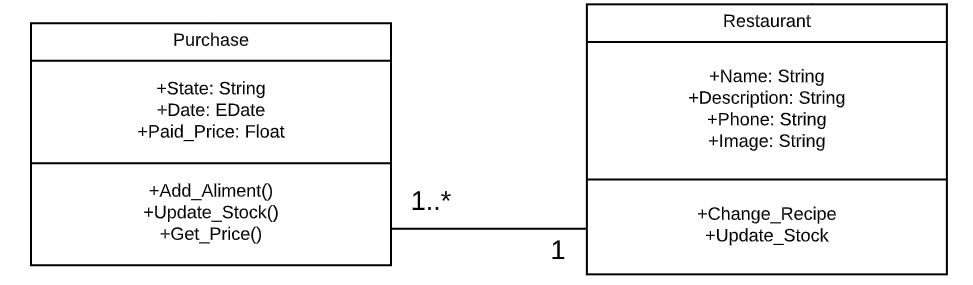 Purchase
+State: String
+Date: EDate
+Paid_Price: Float
+Add_Aliment()
+Update_Stock()
+Get_Price()
1..*
1
Restaurant
+Name: String
+Description: String
+Phone: String
+Image: String
+Change_Recipe
+Update_Stock